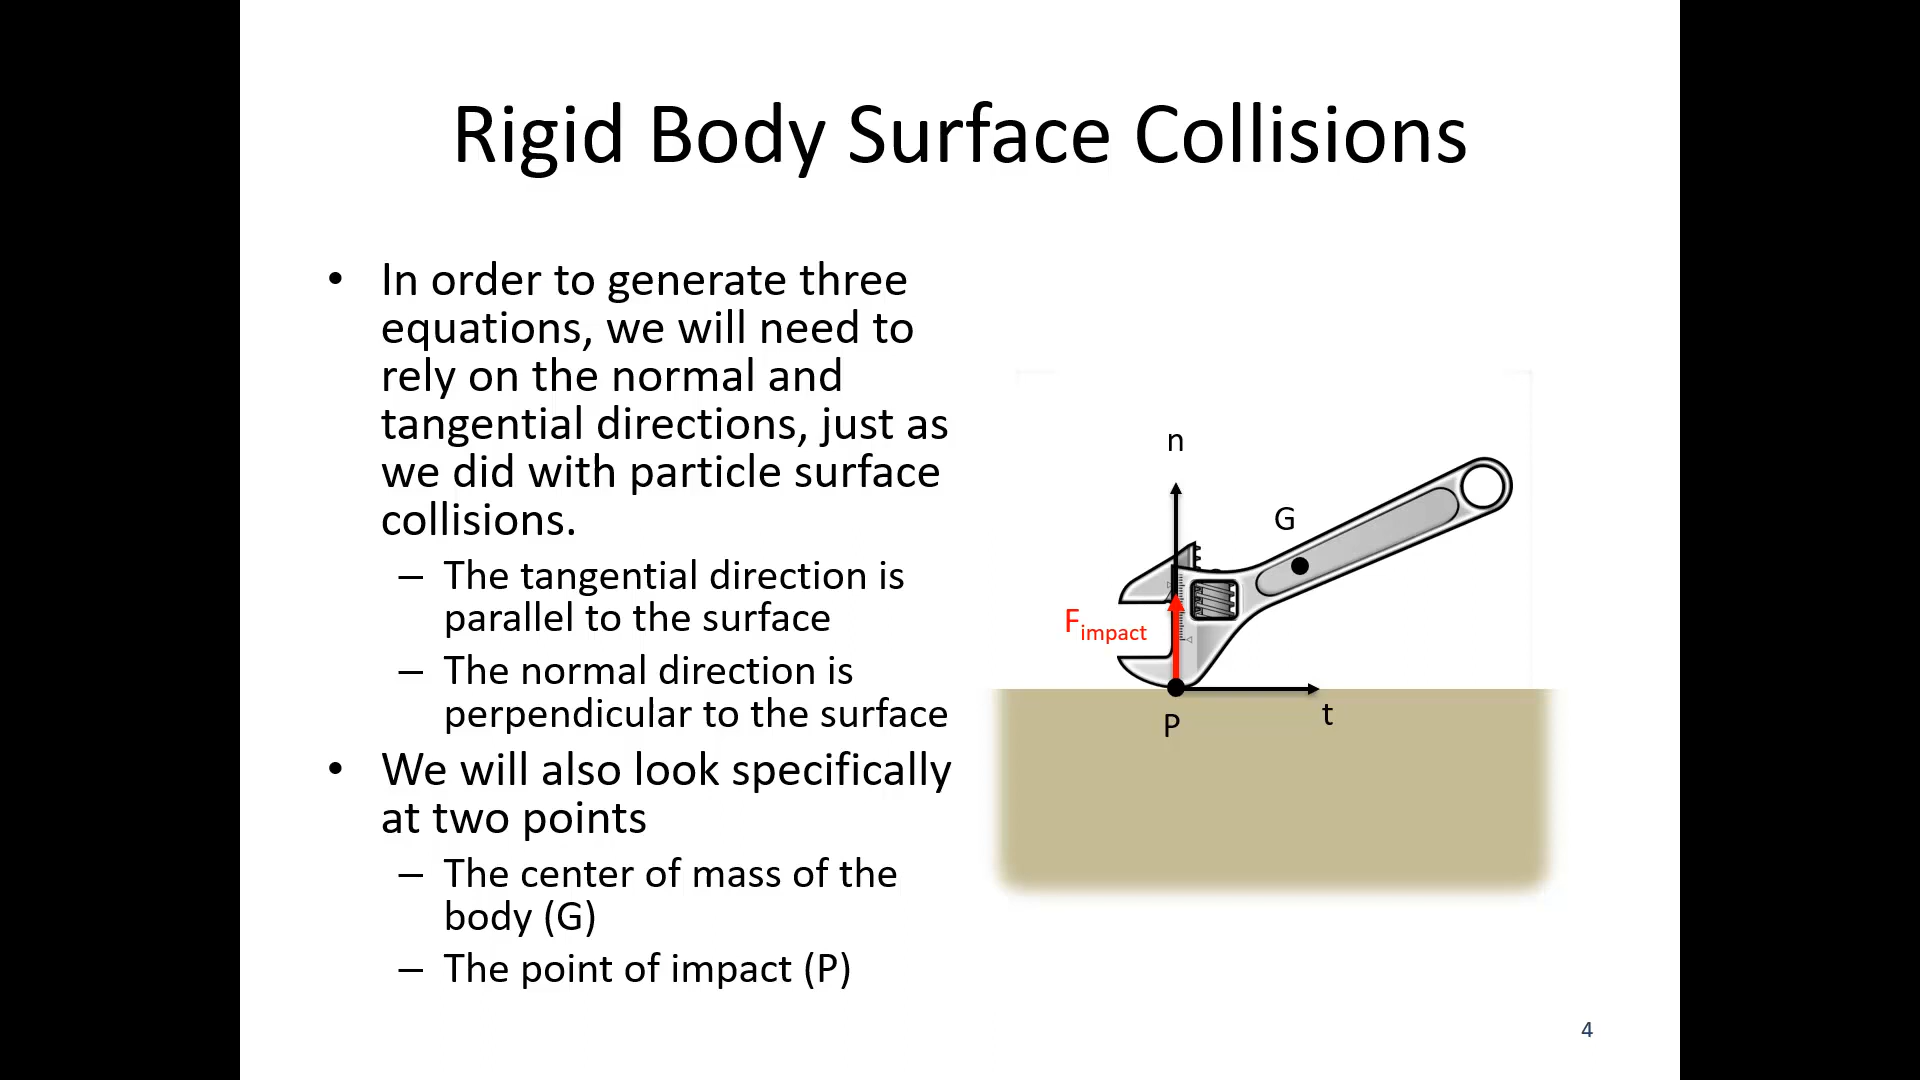 Rigid Body Surface Collisions
• In order to generate three
equations, we will need to
rely on the normal and
tangential directions, just as
we did with particle surface
collisions.
– The tangential direction is
parallel to the surface
– The normal direction is
perpendicular to the surface
• We will also look specifically
at two points
– The center of mass of the
body (G)
– The point of impact (P)
n
G
Fimpact
P
t
4